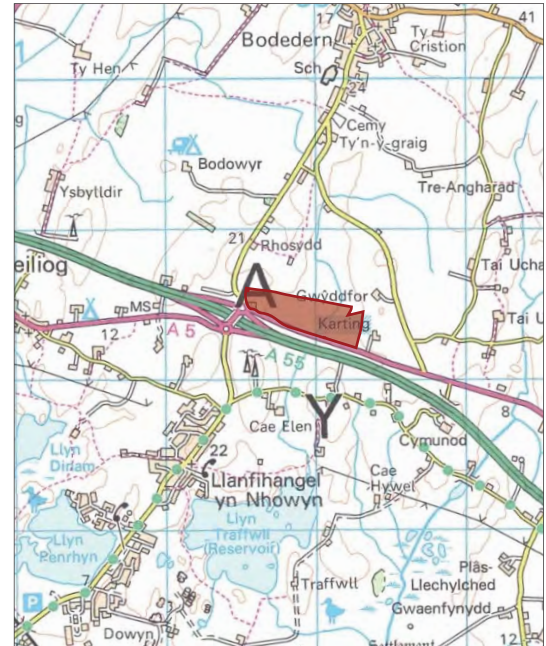 17
41
Bodedern
Ty
Cristion
Ty Hen
Sch
24
Cemy
Ty'n-y-graig
Bodowyr
Ysbylldir
Tre-Angharad
21
Rhosydd
eiliog
Tai Ucha
A
Gwyddfor
MS
Karting
Tai U
12
A 5
A 55
8
Cae Elen
Y
Cymunod
Llyn
Dinam
22
Cae
Hywel
Llanfihangel
yn Nhowyn
Llyn
Traffwll
(Reservoir)
Llyn
Penrhyn
Plas-
Llechylched
Traffwll
7
Gwaenfynydd
P
Dowyn
12